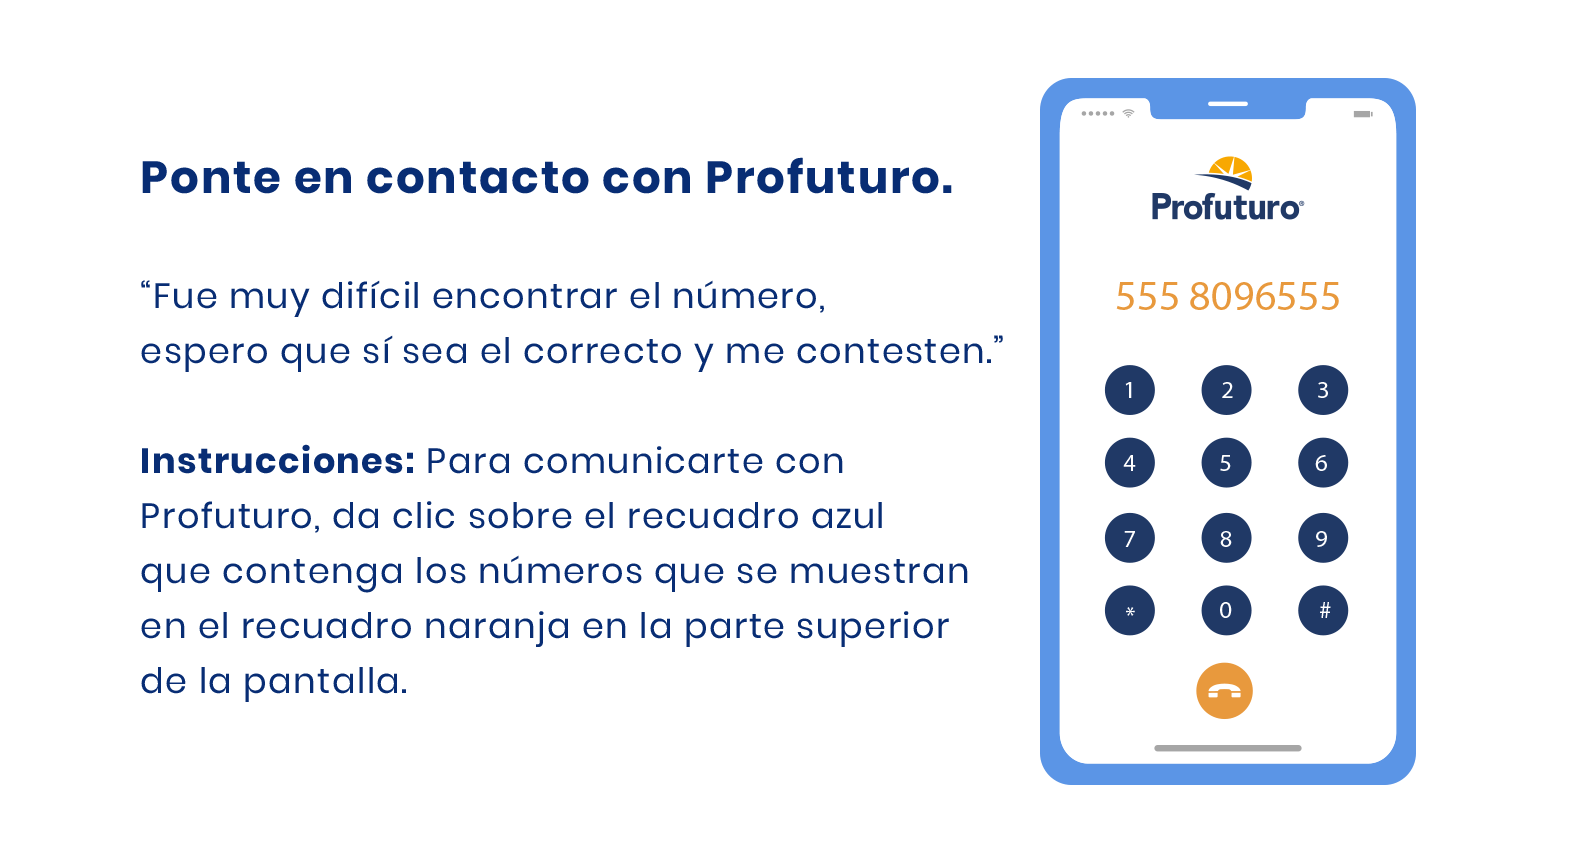 Ponte en contacto con Profuturo.
“Fue muy difícil encontrar el número,
espero que sí sea el correcto y me contesten.”
Instrucciones: Para comunicarte con
Profuturo, da clic sobre el recuadro azul
que contenga los números que se muestran
en el recuadro naranja en la parte superior
de la pantalla.
Profuturo®
555 8096555
1 2 3
4 5 6
7 8 9
* 0 #